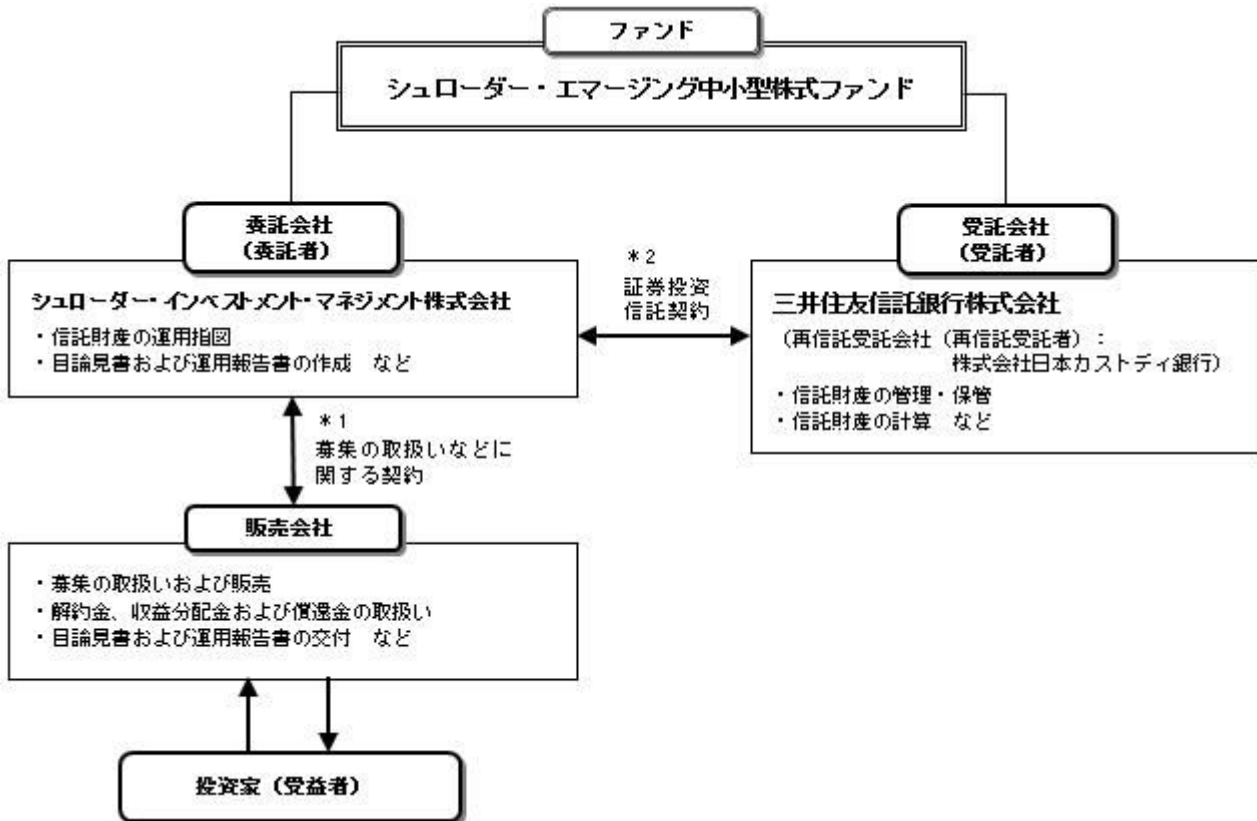 ファンド
シュローダー・エマージング中小型株式ファンド
委託会社
(委託者)
シュローダー・インベストメント・マネジメント株式会社
・信託財産の運用指図
・目論見書および運用報告書の作成 など
*2
証券投資
信託契約
受託会社
(受託者)
三井住友信託銀行株式会社
(再信託受託会社(再信託受託者):
株式会社日本カストディ銀行)
・信託財産の管理・保管
・信託財産の計算 など
*1
募集の取扱いなどに
関する契約
販売会社
・募集の取扱いおよび販売
・解約金、収益分配金および償還金の取扱い
・目論見書および運用報告書の交付 など
投資家(受益者)